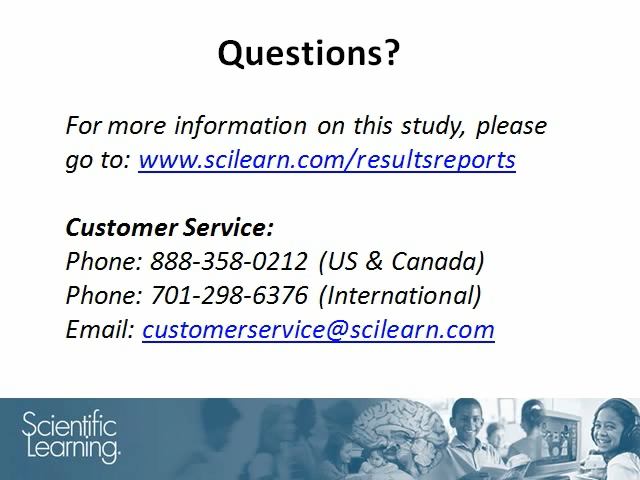 Questions?
For more information on this study, please
go to: www.scilearn.com/resultsreports
Customer Service:
Phone: 888-358-0212 (US & Canada)
Phone: 701-298-6376 (International)
Email: customerservice@scilearn.com
Scientific
Learning.